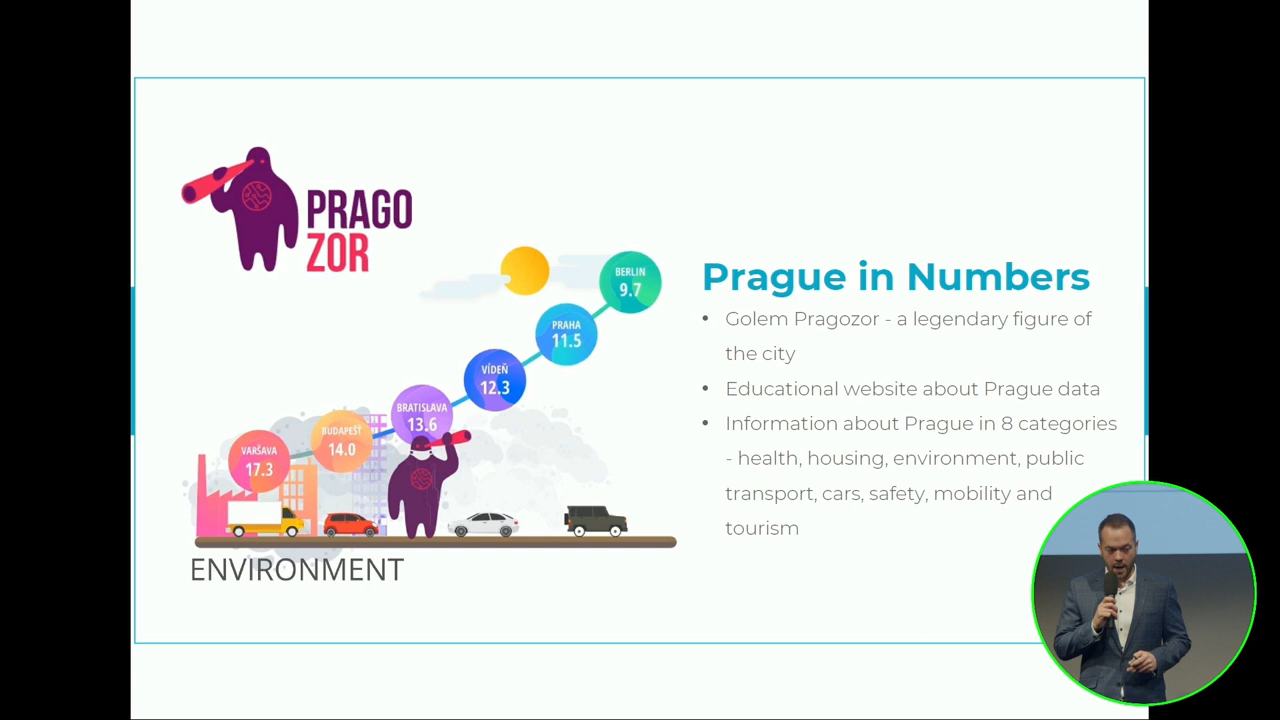 PRAGO
ZOR
BERLIN
9.7
PRAHA
11.5
VÍDEŇ
12.3
BRATISLAVA
13.6
BUDAPEŠŤ
14.0
VARŠAVA
17.3
ENVIRONMENT
Prague in Numbers
• Golem Pragozor - a legendary figure of
the city
• Educational website about Prague data
• Information about Prague in 8 categories
- health, housing, environment, public
transport, cars, safety, mobility and
tourism